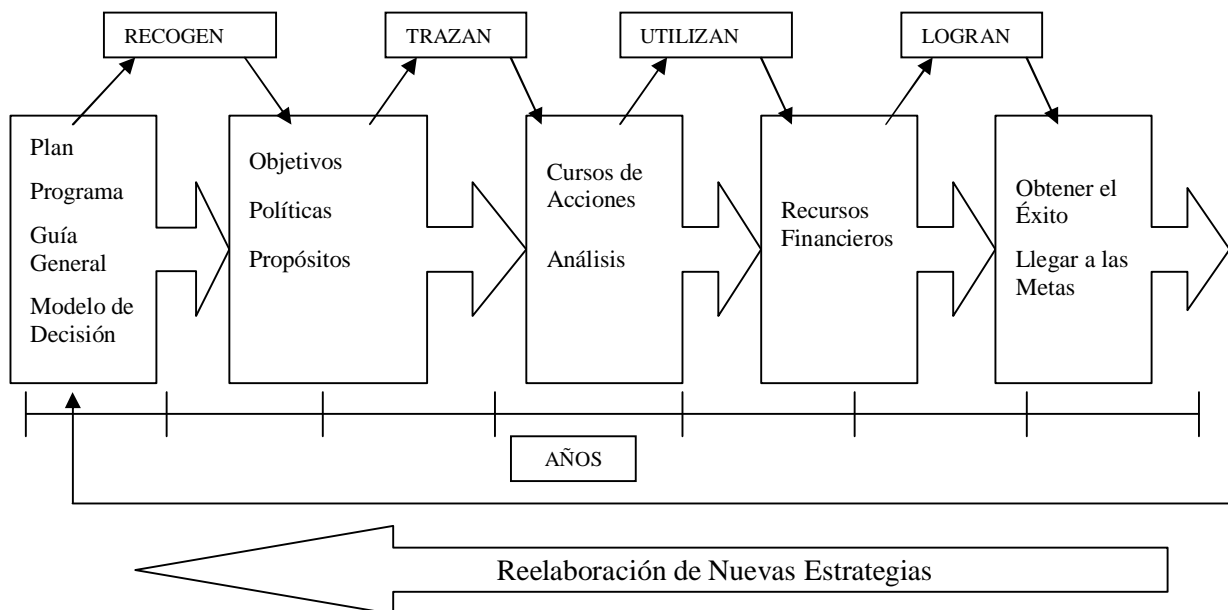 RECOGEN
TRAZAN
UTILIZAN
LOGRAN
Plan
Programa
Guía
General
Modelo de
Decisión
Objetivos
Políticas
Propósitos
Cursos de
Acciones
Análisis
Recursos
Financieros
Obtener el
Éxito
Llegar a las
Metas
AÑOS
Reelaboración de Nuevas Estrategias